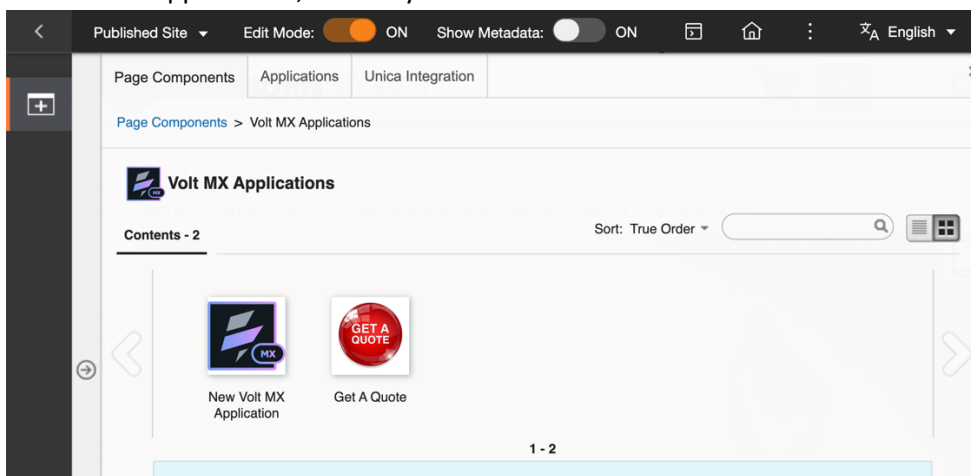 Published Site
Edit Mode: ON
Show Metadata: ON
English
Page Components
Applications
Unica Integration
Page Components > Volt MX Applications
Volt MX Applications
Contents - 2
Sort: True Order
MX
GET A
QUOTE
New Volt MX
Application
Get A Quote
1 - 2